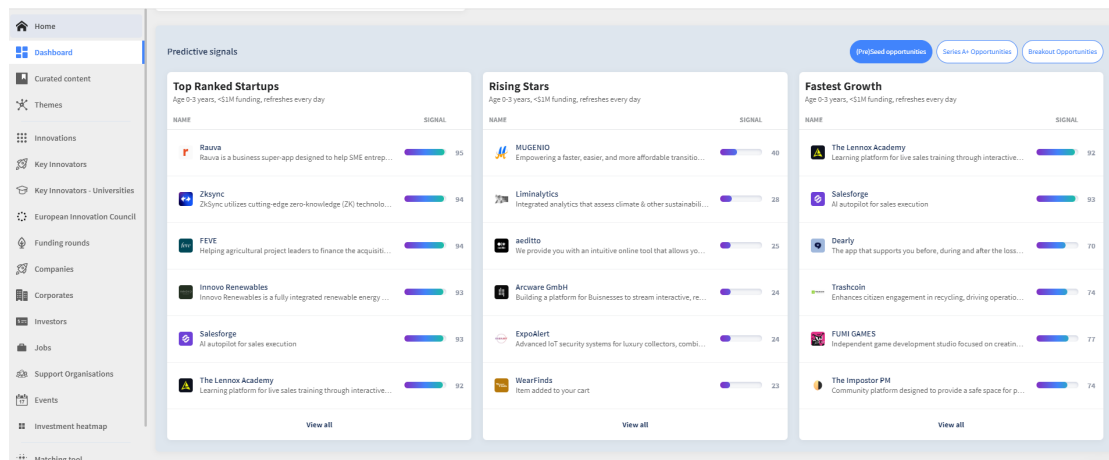 Home
Dashboard
Curated content
Themes
Innovations
Key Innovators
Key Innovators - Universities
European Innovation Council
Funding rounds
Companies
Corporates
Investors
Jobs
Support Organisations
Events
Investment heatmap
Matching tool
Predictive signals
(Pre)Seed opportunities
Series A+ Opportunities
Breakout Opportunities
Top Ranked Startups
Age 0-3 years, <$1M funding, refreshes every day
NAME SIGNAL
Rauva
Rauva is a business super-app designed to help SME entrep... 95
Zksync
ZkSync utilizes cutting-edge zero-knowledge (ZK) technolo... 94
FEVE
Helping agricultural project leaders to finance the acquisiti... 94
Innovo Renewables
Innovo Renewables is a fully integrated renewable energy ... 93
Salesforge
AI autopilot for sales execution 93
The Lennox Academy
Learning platform for live sales training through interactive... 92
View all
Rising Stars
Age 0-3 years, <$1M funding, refreshes every day
NAME SIGNAL
MUGENIO
Empowering a faster, easier, and more affordable transitio... 40
Liminalytics
Integrated analytics that assess climate & other sustainabili... 28
aeditto
We provide you with an intuitive online tool that allows yo... 25
Arcware GmbH
Building a platform for Buisnesses to stream interactive, re... 24
ExpoAlert
Advanced IoT security systems for luxury collectors, combi... 24
WearFinds
Item added to your cart 23
View all
Fastest Growth
Age 0-3 years, <$1M funding, refreshes every day
NAME SIGNAL
The Lennox Academy
Learning platform for live sales training through interactive... 92
Salesforge
AI autopilot for sales execution 93
Dearly
The app that supports you before, during and after the loss... 70
Trashcoin
Enhances citizen engagement in recycling, driving operatio... 74
FUMI GAMES
Independent game development studio focused on creatin... 77
The Impostor PM
Community platform designed to provide a safe space for p... 74
View all